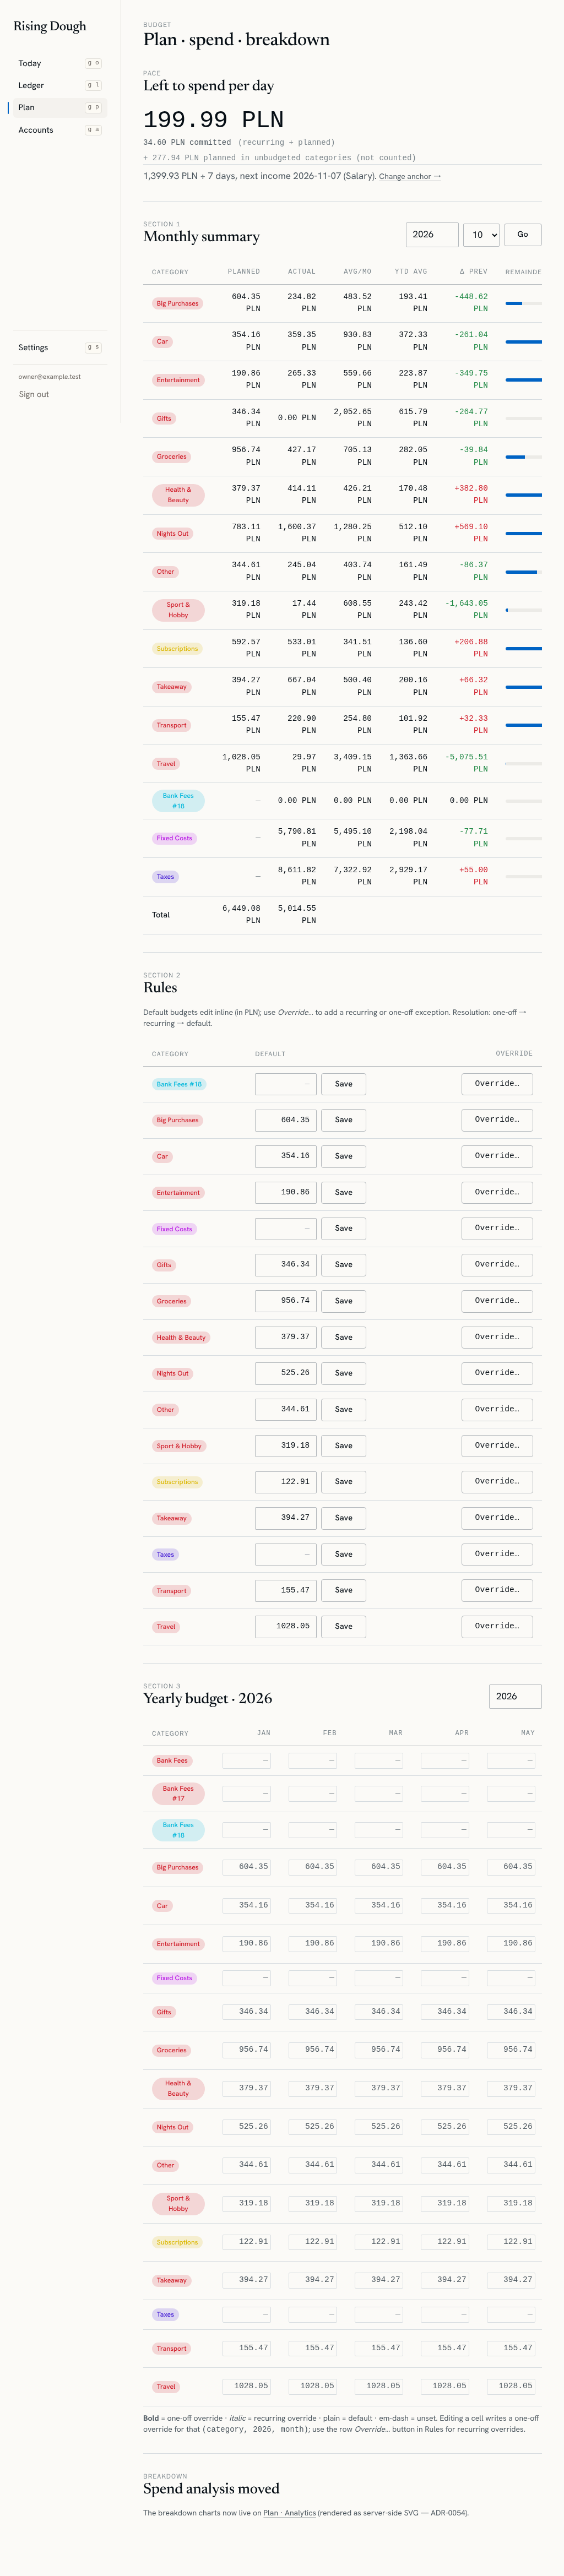 Rising Dough
Today g o
Ledger g l
Plan g p
Accounts g a
Settings g s
owner@example.test
Sign out
BUDGET
Plan · spend · breakdown
PACE
Left to spend per day
199.99 PLN
34.60 PLN committed (recurring + planned)
+ 277.94 PLN planned in unbudgeted categories (not counted)
1,399.93 PLN ÷ 7 days, next income 2026-11-07 (Salary). Change anchor →
SECTION 1
Monthly summary
2026 10 Go
CATEGORY PLANNED ACTUAL AVG/MO YTD AVG Δ PREV REMAINDE
Big Purchases 604.35 PLN 234.82 PLN 483.52 PLN 193.41 PLN -448.62 PLN
Car 354.16 PLN 359.35 PLN 930.83 PLN 372.33 PLN -261.04 PLN
Entertainment 190.86 PLN 265.33 PLN 559.66 PLN 223.87 PLN -349.75 PLN
Gifts 346.34 PLN 0.00 PLN 2,052.65 PLN 615.79 PLN -264.77 PLN
Groceries 956.74 PLN 427.17 PLN 705.13 PLN 282.05 PLN -39.84 PLN
Health & Beauty 379.37 PLN 414.11 PLN 426.21 PLN 170.48 PLN +382.80 PLN
Nights Out 783.11 PLN 1,600.37 PLN 1,280.25 PLN 512.10 PLN +569.10 PLN
Other 344.61 PLN 245.04 PLN 403.74 PLN 161.49 PLN -86.37 PLN
Sport & Hobby 319.18 PLN 17.44 PLN 608.55 PLN 243.42 PLN -1,643.05 PLN
Subscriptions 592.57 PLN 533.01 PLN 341.51 PLN 136.60 PLN +206.88 PLN
Takeaway 394.27 PLN 667.04 PLN 500.40 PLN 200.16 PLN +66.32 PLN
Transport 155.47 PLN 220.90 PLN 254.80 PLN 101.92 PLN +32.33 PLN
Travel 1,028.05 PLN 29.97 PLN 3,409.15 PLN 1,363.66 PLN -5,075.51 PLN
Bank Fees #18 — 0.00 PLN 0.00 PLN 0.00 PLN 0.00 PLN
Fixed Costs — 5,790.81 PLN 5,495.10 PLN 2,198.04 PLN -77.71 PLN
Taxes — 8,611.82 PLN 7,322.92 PLN 2,929.17 PLN +55.00 PLN
Total 6,449.08 PLN 5,014.55 PLN
SECTION 2
Rules
Default budgets edit inline (in PLN); use Override… to add a recurring or one-off exception. Resolution: one-off →
recurring → default.
CATEGORY DEFAULT OVERRIDE
Bank Fees #18 — Save Override…
Big Purchases 604.35 Save Override…
Car 354.16 Save Override…
Entertainment 190.86 Save Override…
Fixed Costs — Save Override…
Gifts 346.34 Save Override…
Groceries 956.74 Save Override…
Health & Beauty 379.37 Save Override…
Nights Out 525.26 Save Override…
Other 344.61 Save Override…
Sport & Hobby 319.18 Save Override…
Subscriptions 122.91 Save Override…
Takeaway 394.27 Save Override…
Taxes — Save Override…
Transport 155.47 Save Override…
Travel 1028.05 Save Override…
SECTION 3
Yearly budget · 2026
2026
CATEGORY JAN FEB MAR APR MAY
Bank Fees — — — — —
Bank Fees #17 — — — — —
Bank Fees #18 — — — — —
Big Purchases 604.35 604.35 604.35 604.35 604.35
Car 354.16 354.16 354.16 354.16 354.16
Entertainment 190.86 190.86 190.86 190.86 190.86
Fixed Costs — — — — —
Gifts 346.34 346.34 346.34 346.34 346.34
Groceries 956.74 956.74 956.74 956.74 956.74
Health & Beauty 379.37 379.37 379.37 379.37 379.37
Nights Out 525.26 525.26 525.26 525.26 525.26
Other 344.61 344.61 344.61 344.61 344.61
Sport & Hobby 319.18 319.18 319.18 319.18 319.18
Subscriptions 122.91 122.91 122.91 122.91 122.91
Takeaway 394.27 394.27 394.27 394.27 394.27
Taxes — — — — —
Transport 155.47 155.47 155.47 155.47 155.47
Travel 1028.05 1028.05 1028.05 1028.05 1028.05
Bold = one-off override · italic = recurring override · plain = default · em-dash = unset. Editing a cell writes a one-off
override for that (category, 2026, month); use the row Override… button in Rules for recurring overrides.
BREAKDOWN
Spend analysis moved
The breakdown charts now live on Plan · Analytics (rendered as server-side SVG — ADR-0054).